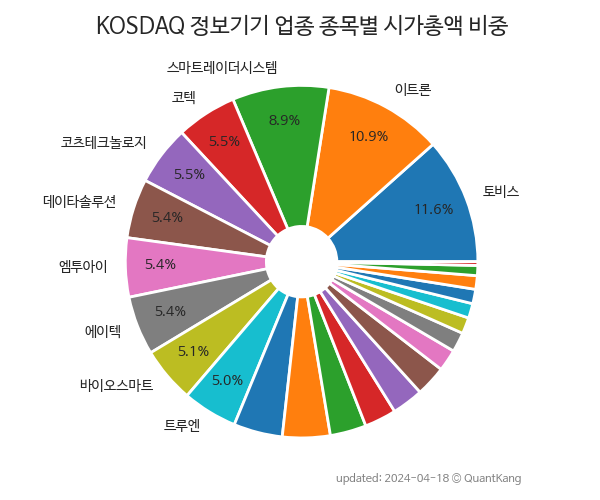 KOSDAQ 정보기기 업종 종목별 시가총액 비중
토비스
11.6%
이트론
10.9%
스마트레이더시스템
8.9%
코텍
5.5%
코츠테크놀로지
5.5%
데이타솔루션
5.4%
엠투아이
5.4%
에이텍
5.4%
바이오스마트
5.1%
트루엔
5.0%
updated: 2024-04-18 © QuantKang